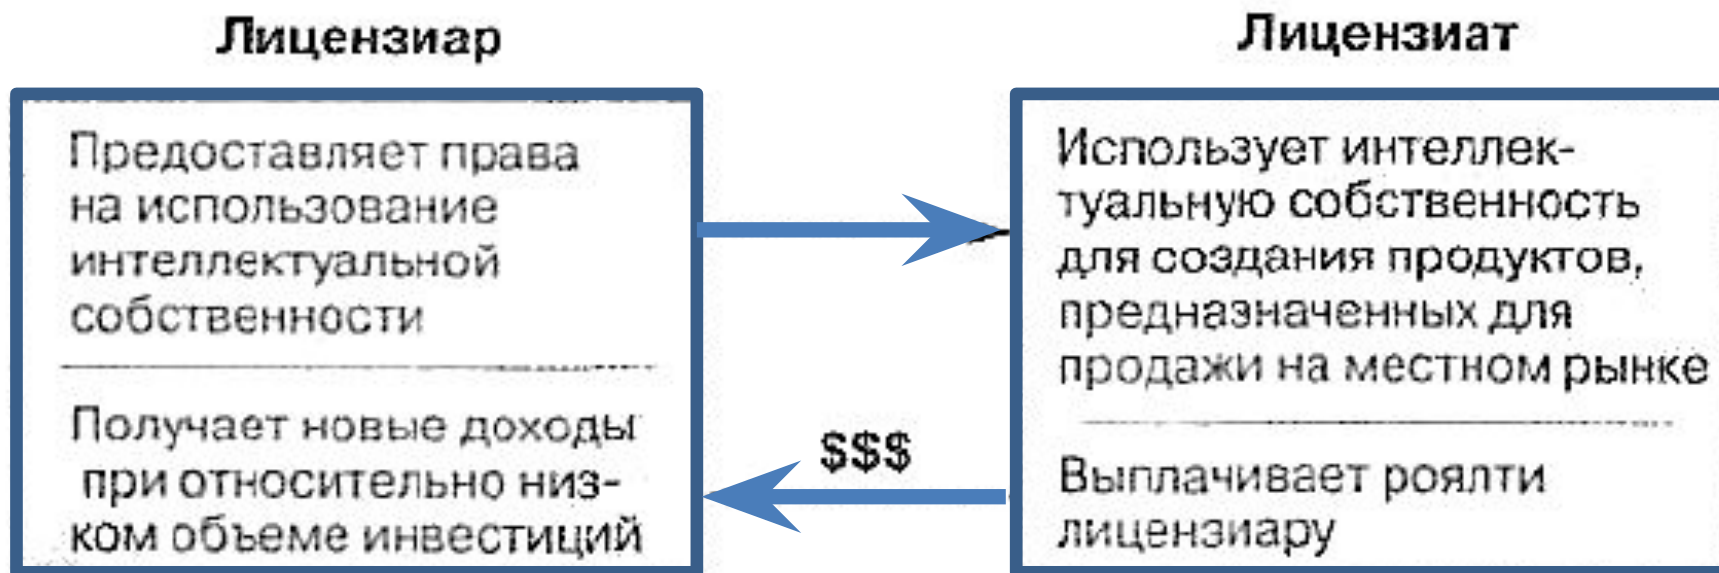 Лицензиар
Предоставляет права
на использование
интеллектуальной
собственности
Получает новые доходы
при относительно низ-
ком объеме инвестиций
$$$
Лицензиат
Использует интеллек-
туальную собственность
для создания продуктов,
предназначенных для
продажи на местном рынке
Выплачивает роялти
лицензиару